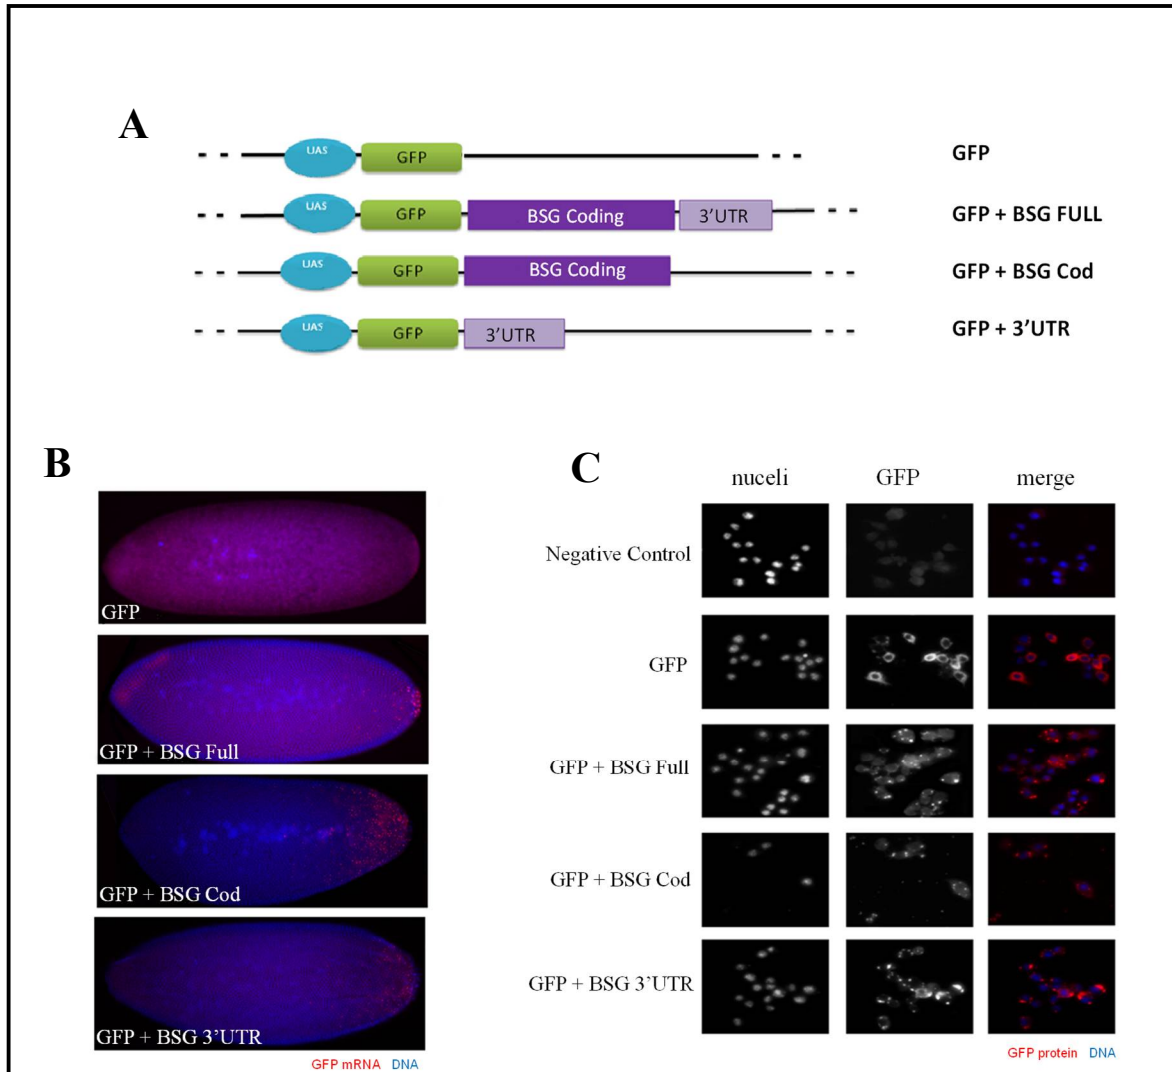 A
UAS GFP GFP
UAS GFP BSG Coding 3'UTR GFP + BSG FULL
UAS GFP BSG Coding GFP + BSG Cod
UAS GFP 3'UTR GFP + 3'UTR
B
GFP
GFP + BSG Full
GFP + BSG Cod
GFP + BSG 3'UTR
GFP mRNA DNA
C
nuceli GFP merge
Negative Control
GFP
GFP + BSG Full
GFP + BSG Cod
GFP + BSG 3'UTR
GFP protein DNA